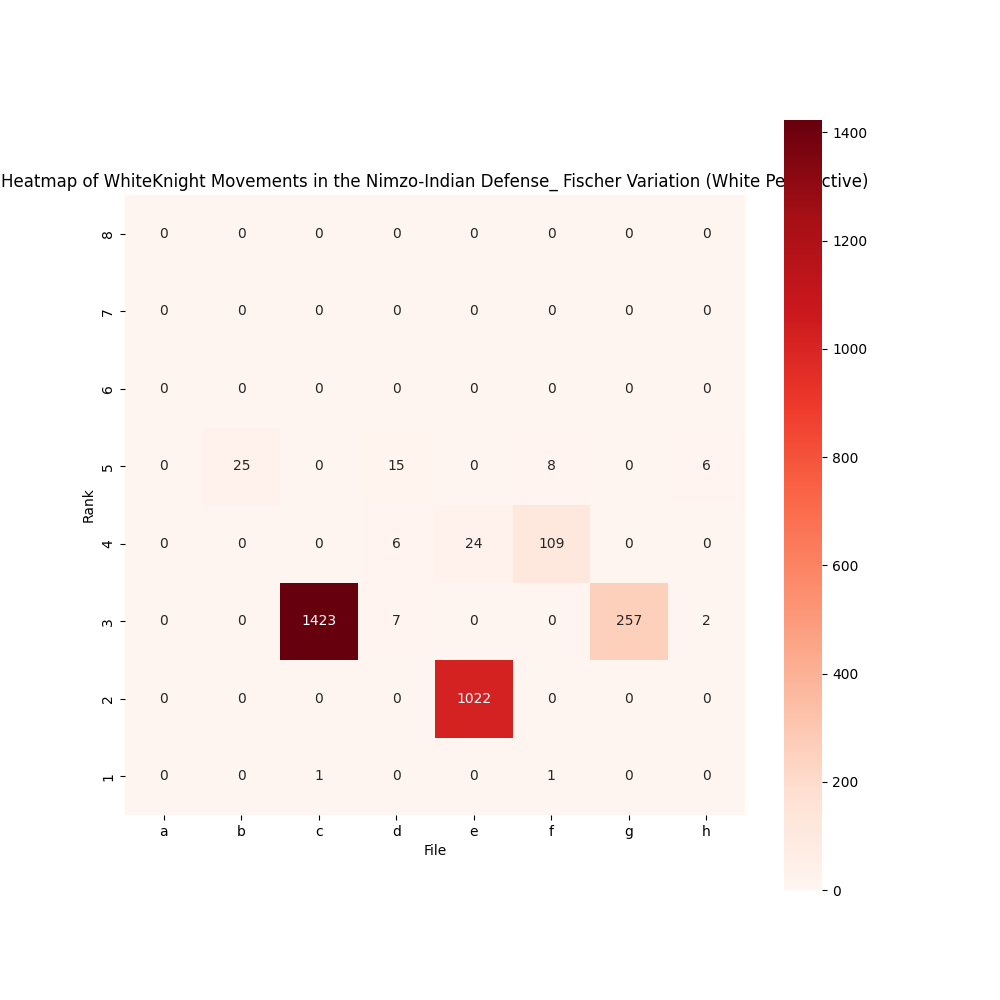 Heatmap of WhiteKnight Movements in the Nimzo-Indian Defense_ Fischer Variation (White Pe ctive)
8 0 0 0 0 0 0 0 0
7 0 0 0 0 0 0 0 0
6 0 0 0 0 0 0 0 0
5 0 25 0 15 0 8 0 6
4 0 0 0 6 24 109 0 0
3 0 0 1423 7 0 0 257 2
2 0 0 0 0 1022 0 0 0
1 0 0 1 0 0 1 0 0
a b c d e f g h
File
Rank
1400
1200
1000
800
600
400
200
0